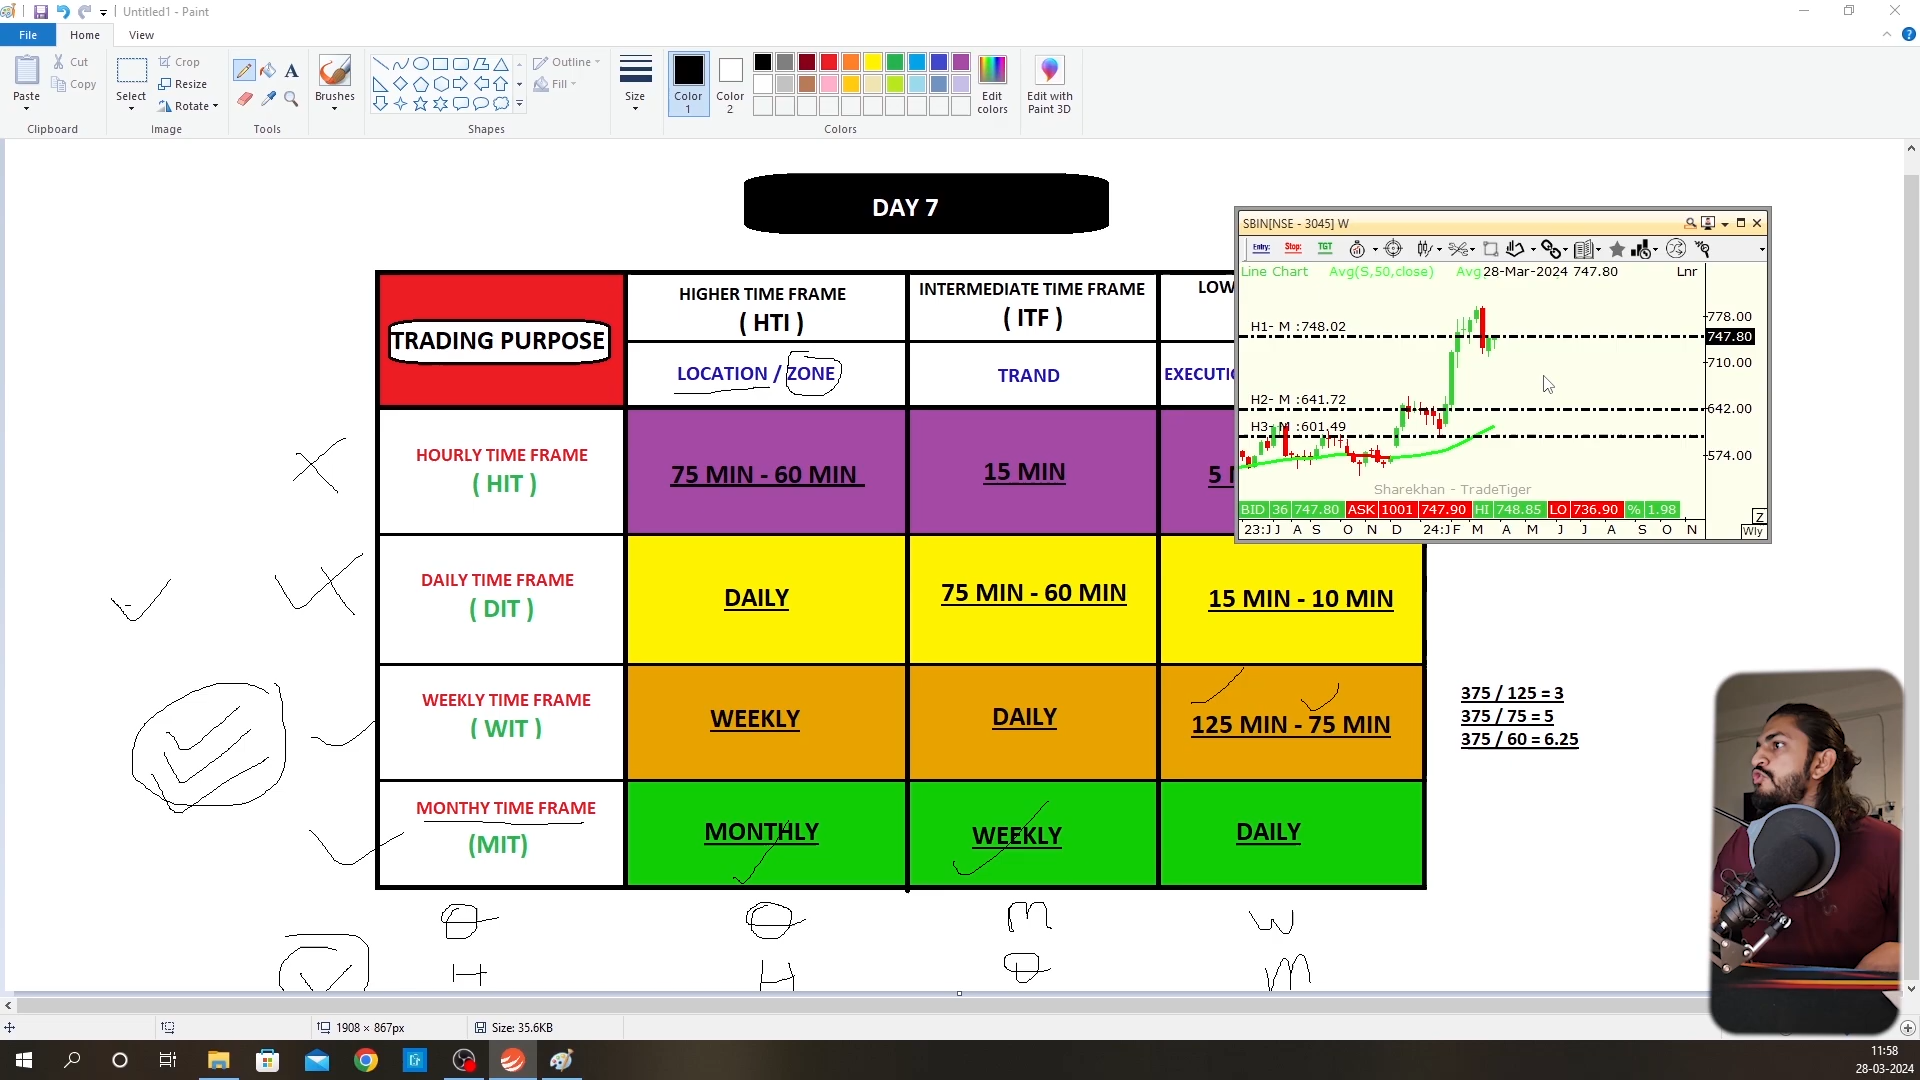 Untitled1 - Paint
File
Home
View
Paste
Cut
Copy
Clipboard
Select
Crop
Resize
Rotate
Image
A
Tools
Brushes
Outline
Fill
Shapes
Size
Color 1
Color 2
Edit colors
Colors
Edit with Paint 3D
DAY 7
TRADING PURPOSE
HIGHER TIME FRAME
( HTI )
INTERMEDIATE TIME FRAME
( ITF )
LOW
LOCATION / ZONE
TRAND
EXECUTI
HOURLY TIME FRAME
( HIT )
75 MIN - 60 MIN
15 MIN
5
DAILY TIME FRAME
( DIT )
DAILY
75 MIN - 60 MIN
15 MIN - 10 MIN
WEEKLY TIME FRAME
( WIT )
WEEKLY
DAILY
125 MIN - 75 MIN
MONTHY TIME FRAME
(MIT)
MONTHLY
WEEKLY
DAILY
m
w
H
H
m
375 / 125 = 3
375 / 75 = 5
375 / 60 = 6.25
SBIN[NSE - 3045] W
Entry:
Stop:
TGT
Line Chart
Avg(S,50,close)
Avg
28-Mar-2024 747.80
Lnr
H1- M :748.02
H2- M :641.72
H3- M :601.49
778.00
747.80
710.00
642.00
574.00
Sharekhan - TradeTiger
BID 36 747.80 ASK 1001 747.90 HI 748.85 LO 736.90 % 1.98
Z
23:J J A S O N D 24:J F M A M J J A S O N
Wly
1908 × 867px
Size: 35.6KB
11:58
28-03-2024